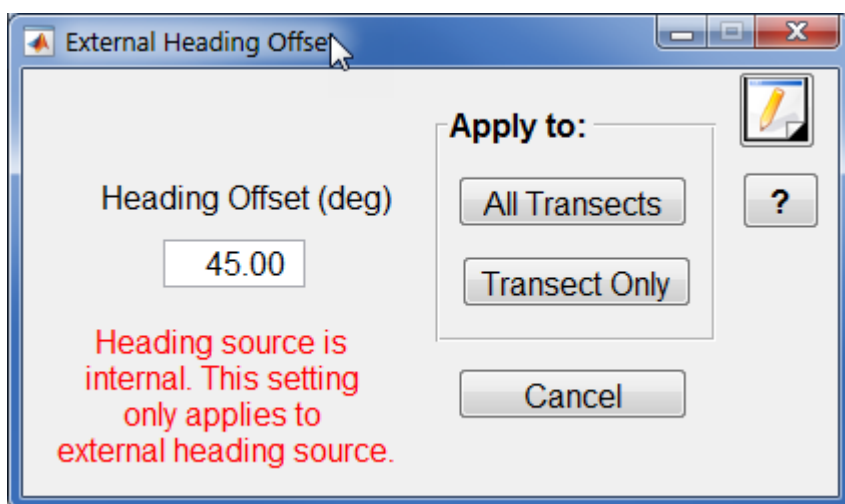 External Heading Offset
Apply to:
Heading Offset (deg)
All Transects
?
45.00
Transect Only
Heading source is
internal. This setting
only applies to
external heading source.
Cancel